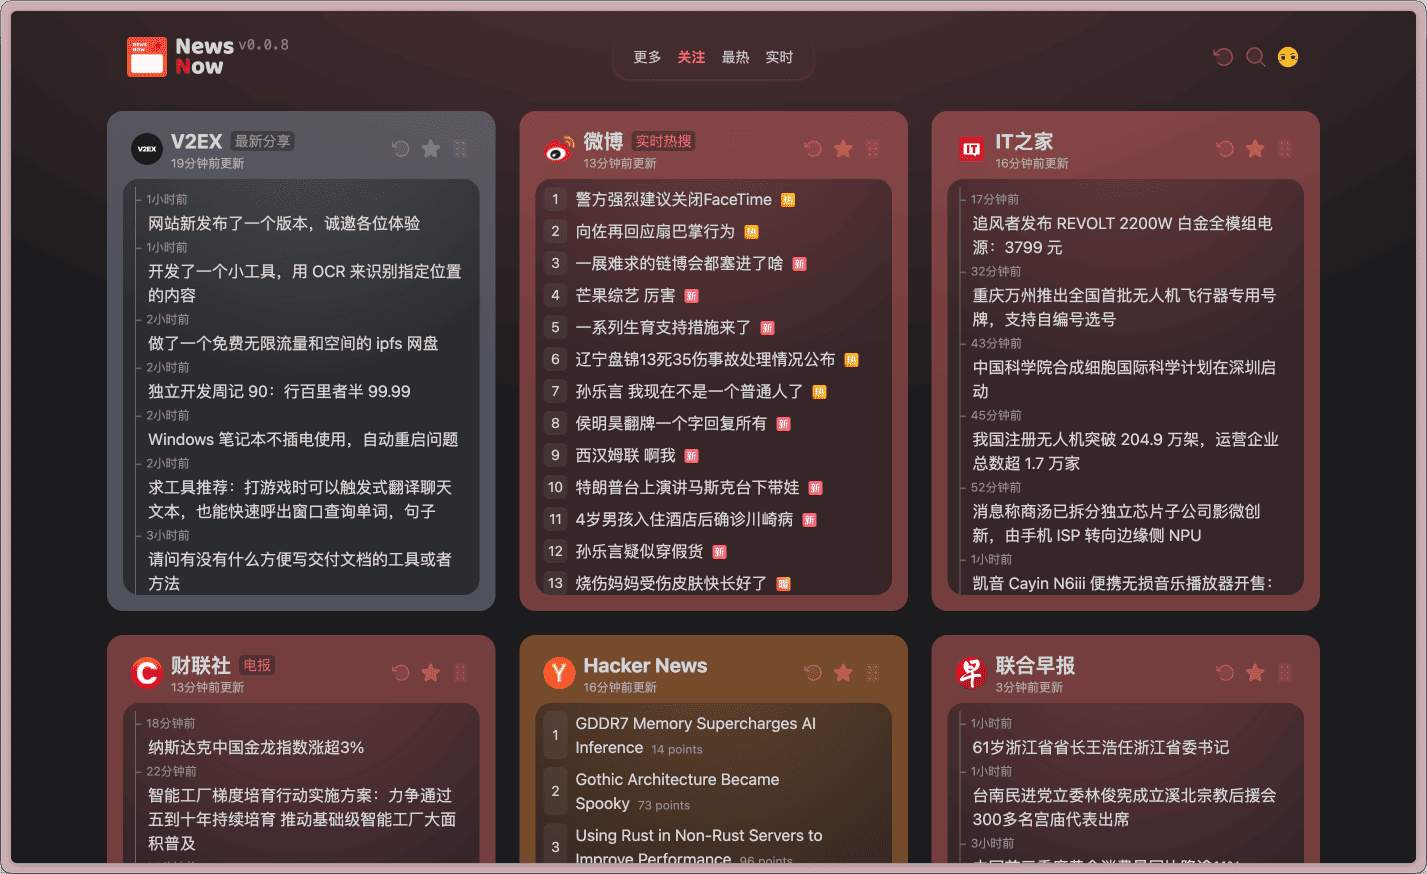 NEWS NOW
News v0.0.8
Now
更多 关注 最热 实时
V2EX
V2EX 最新分享
19分钟前更新
1小时前
网站新发布了一个版本，诚邀各位体验
1小时前
开发了一个小工具，用 OCR 来识别指定位置
的内容
2小时前
做了一个免费无限流量和空间的 ipfs 网盘
2小时前
独立开发周记 90：行百里者半 99.99
2小时前
Windows 笔记本不插电使用，自动重启问题
2小时前
求工具推荐：打游戏时可以触发式翻译聊天
文本，也能快速呼出窗口查询单词，句子
3小时前
请问有没有什么方便写交付文档的工具或者
方法
微博 实时热搜
13分钟前更新
1 警方强烈建议关闭FaceTime 热
2 向佐再回应扇巴掌行为 热
3 一展难求的链博会都塞进了啥 新
4 芒果综艺 厉害 新
5 一系列生育支持措施来了 新
6 辽宁盘锦13死35伤事故处理情况公布 热
7 孙乐言 我现在不是一个普通人了 热
8 侯明昊翻牌一个字回复所有 新
9 西汉姆联 啊我 新
10 特朗普台上演讲马斯克台下带娃 新
11 4岁男孩入住酒店后确诊川崎病 新
12 孙乐言疑似穿假货 新
13 烧伤妈妈受伤皮肤快长好了 暖
IT
IT之家
16分钟前更新
17分钟前
追风者发布 REVOLT 2200W 白金全模组电
源：3799 元
32分钟前
重庆万州推出全国首批无人机飞行器专用号
牌，支持自编号选号
43分钟前
中国科学院合成细胞国际科学计划在深圳启
动
45分钟前
我国注册无人机突破 204.9 万架，运营企业
总数超 1.7 万家
52分钟前
消息称商汤已拆分独立芯片子公司影微创
新，由手机 ISP 转向边缘侧 NPU
1小时前
凯音 Cayin N6iii 便携无损音乐播放器开售：
C
财联社 电报
13分钟前更新
18分钟前
纳斯达克中国金龙指数涨超3%
22分钟前
智能工厂梯度培育行动实施方案：力争通过
五到十年持续培育 推动基础级智能工厂大面
积普及
Y
Hacker News
16分钟前更新
1 GDDR7 Memory Supercharges AI
Inference 14 points
2 Gothic Architecture Became
Spooky 73 points
3 Using Rust in Non-Rust Servers to
Improve Performance 96 points
早
联合早报
3分钟前更新
1小时前
61岁浙江省省长王浩任浙江省委书记
1小时前
台南民进党立委林俊宪成立溪北宗教后援会
300多名宫庙代表出席
3小时前